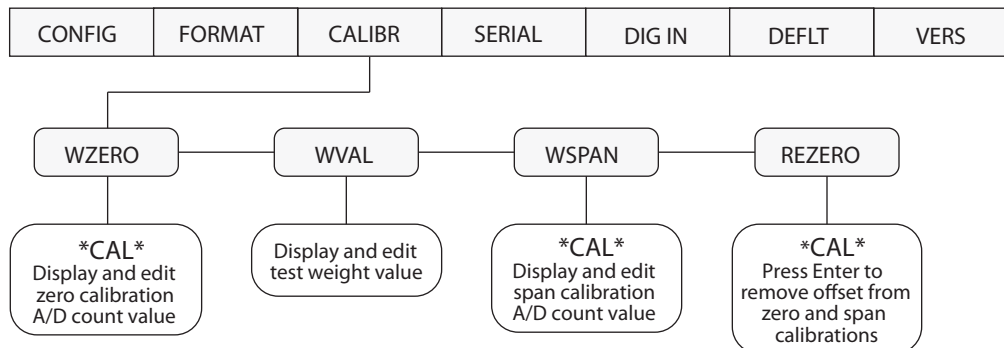 CONFIG FORMAT CALIBR SERIAL DIG IN DEFLT VERS
WZERO WVAL WSPAN REZERO
*CAL*
Display and edit
zero calibration
A/D count value
Display and edit
test weight value
*CAL*
Display and edit
span calibration
A/D count value
*CAL*
Press Enter to
remove offset from
zero and span
calibrations